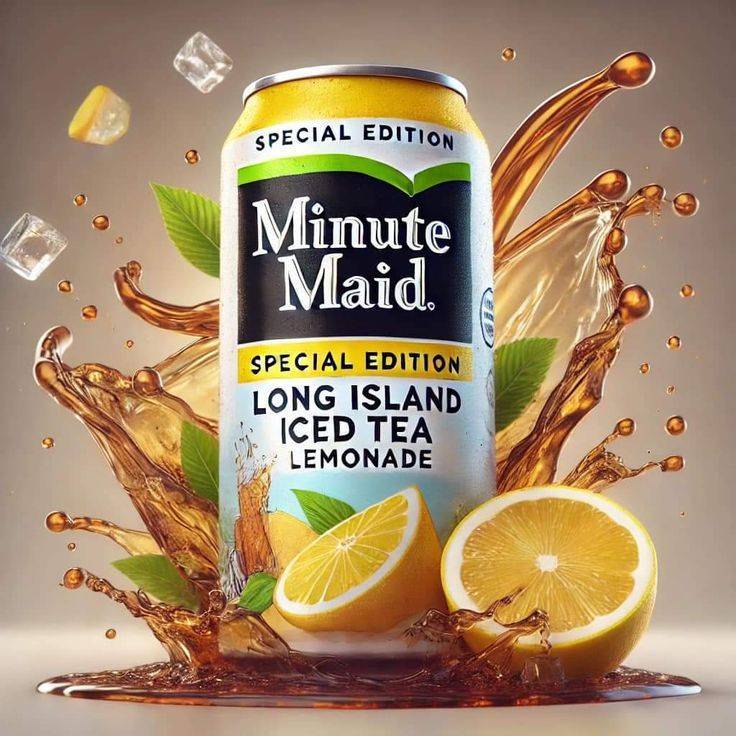 SPECIAL EDITION
Minute
Maid.
SPECIAL EDITION
LONG ISLAND
ICED TEA
LEMONADE